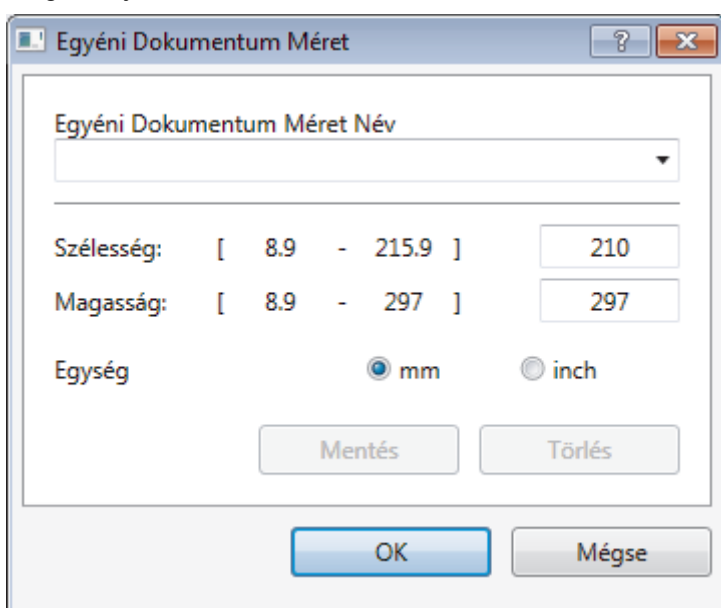 Egyéni Dokumentum Méret
Egyéni Dokumentum Méret Név
Szélesség: [ 8.9 - 215.9 ] 210
Magasság: [ 8.9 - 297 ] 297
Egység mm inch
Mentés Törlés
OK Mégse